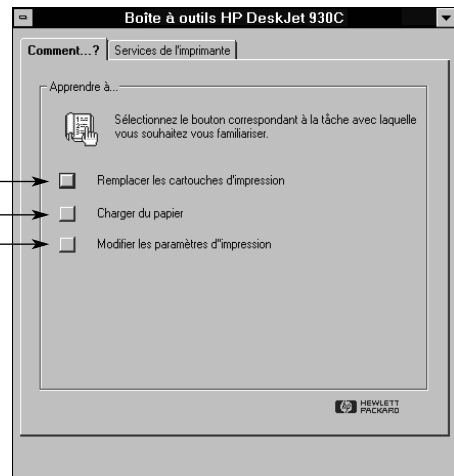 Boîte à outils HP DeskJet 930C
Comment...? Services de l'imprimante
Apprendre à...
Sélectionnez le bouton correspondant à la tâche avec laquelle
vous souhaitez vous familiariser.
Remplacer les cartouches d'impression
Charger du papier
Modifier les paramètres d''impression
hp HEWLETT
PACKARD